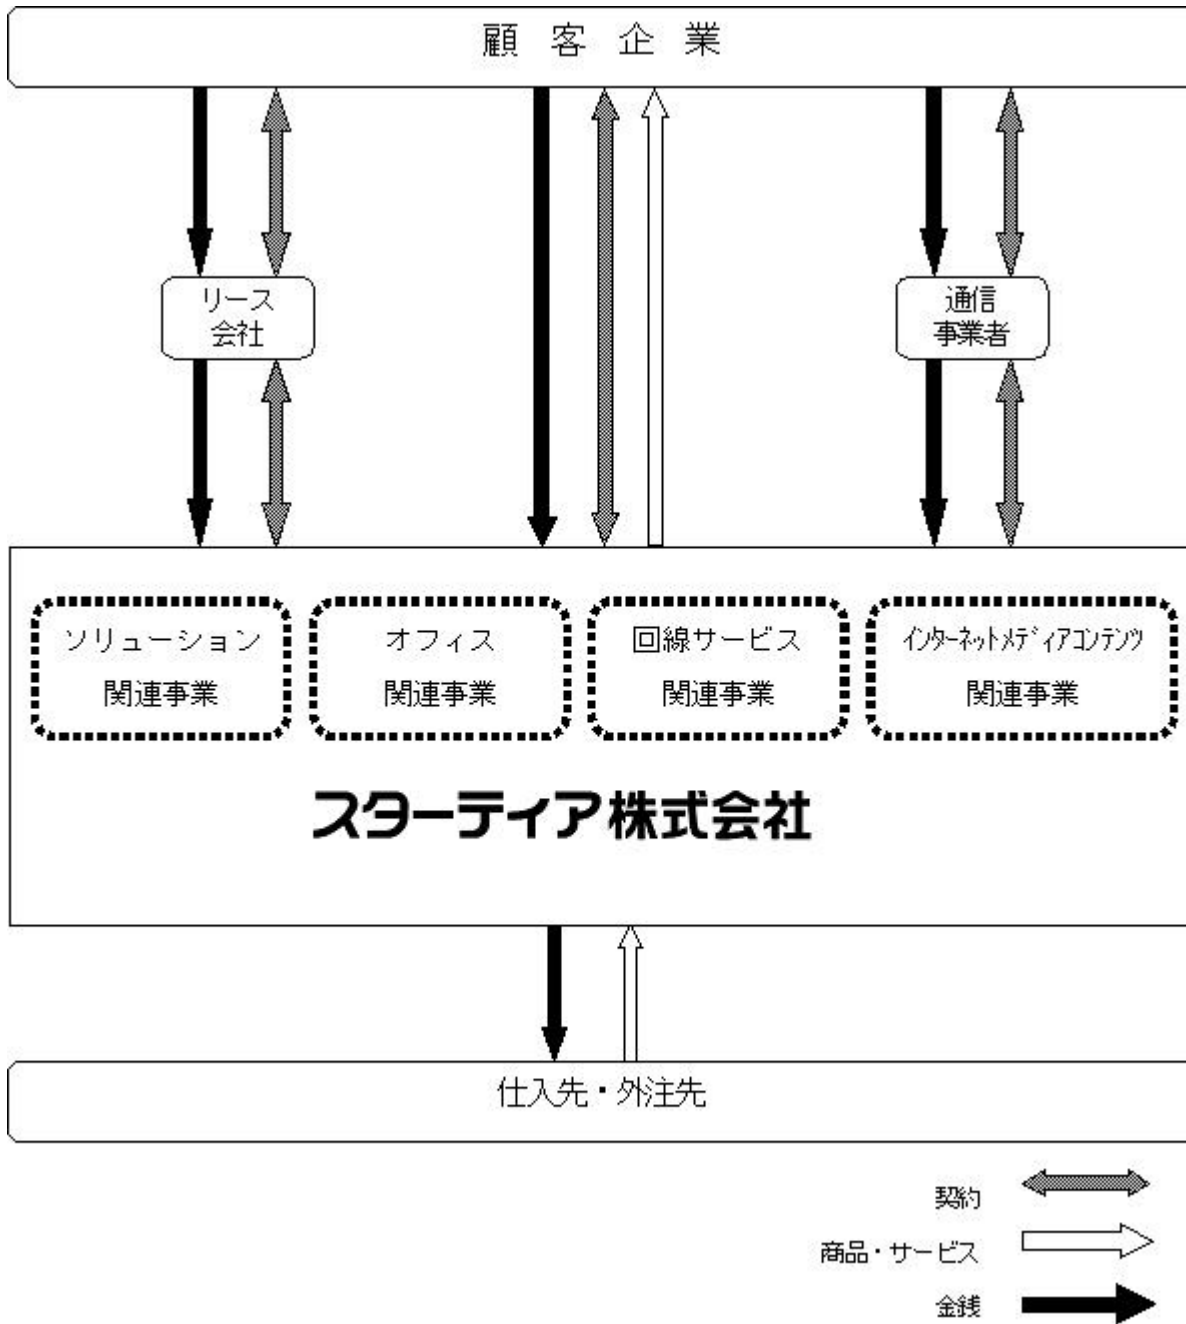 顧客企業
リース
会社
通信
事業者
ソリューション
関連事業
オフィス
関連事業
回線サービス
関連事業
インターネットメディアコンテンツ
関連事業
スターティア株式会社
仕入先・外注先
契約
商品・サービス
金銭